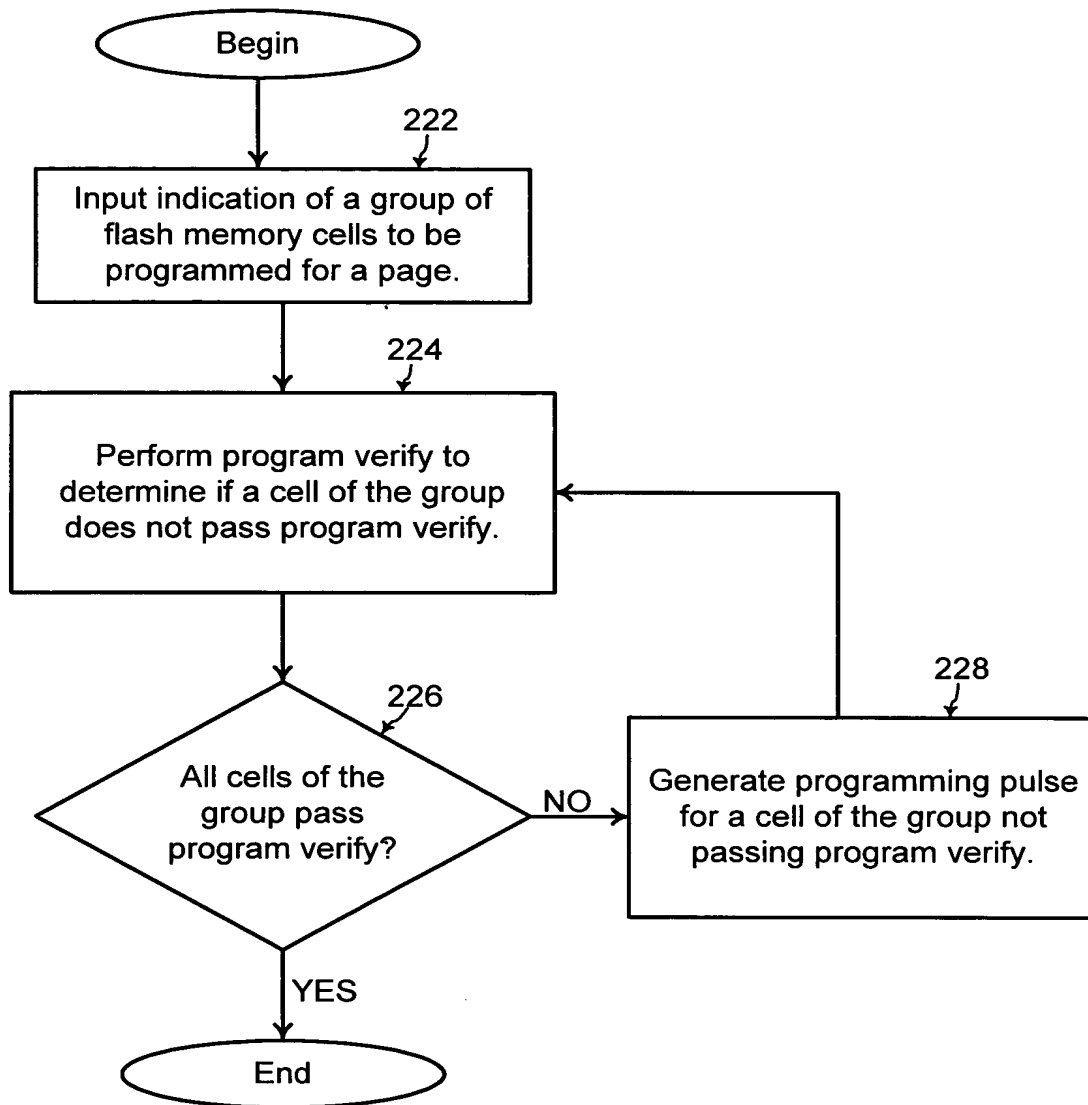 Begin
222
Input indication of a group of
flash memory cells to be
programmed for a page.
224
Perform program verify to
determine if a cell of the group
does not pass program verify.
226
All cells of the
group pass
program verify?
NO
228
Generate programming pulse
for a cell of the group not
passing program verify.
YES
End